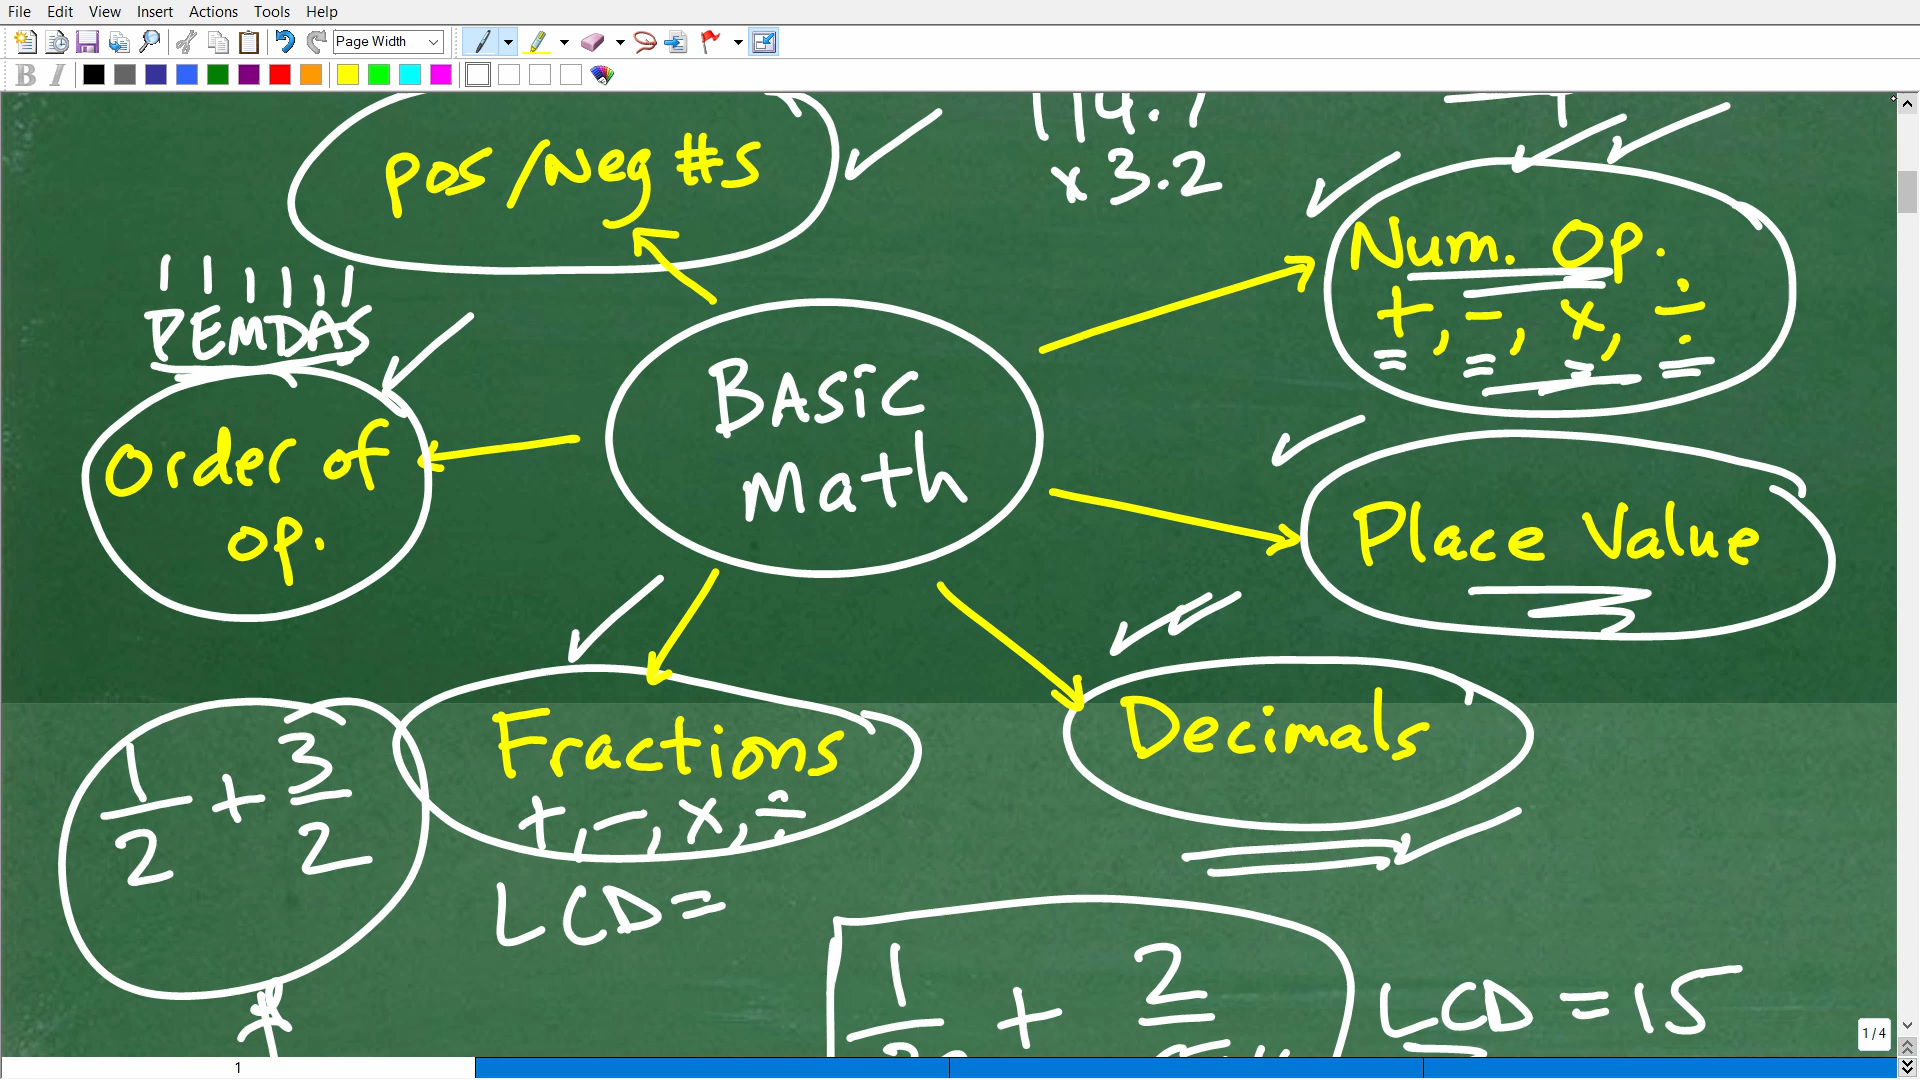 File Edit View Insert Actions Tools Help
Page Width
B I
pos/Neg #s
114.7
x 3.2
Num. Op.
+, -, x, ÷
PEMDAS
Order of
op.
BASiC
Math
Place Value
Fractions
+, -, x, ÷
LCD=
Decimals
1/2 + 3/2
1 + 2
LCD = 15
1 / 4
1